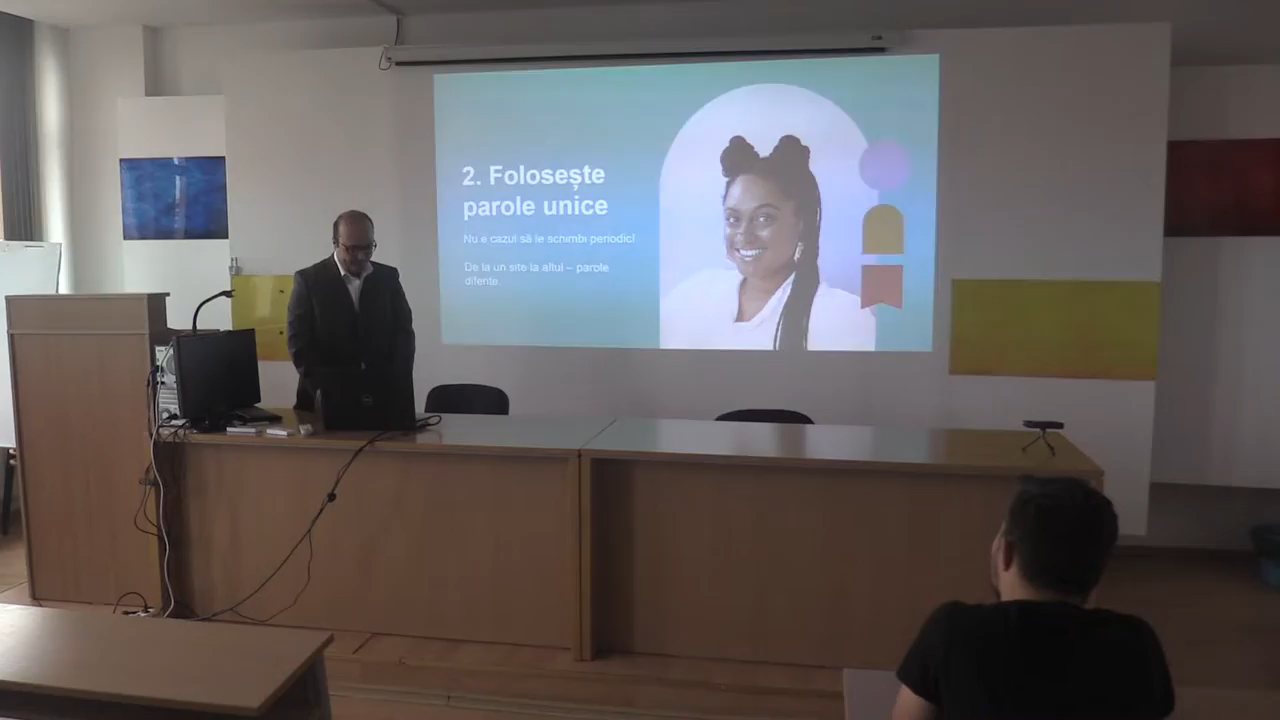 2. Folosește
parole unice
Nu e cazul să le schimbi periodic!
De la un site la altul – parole
diferite.